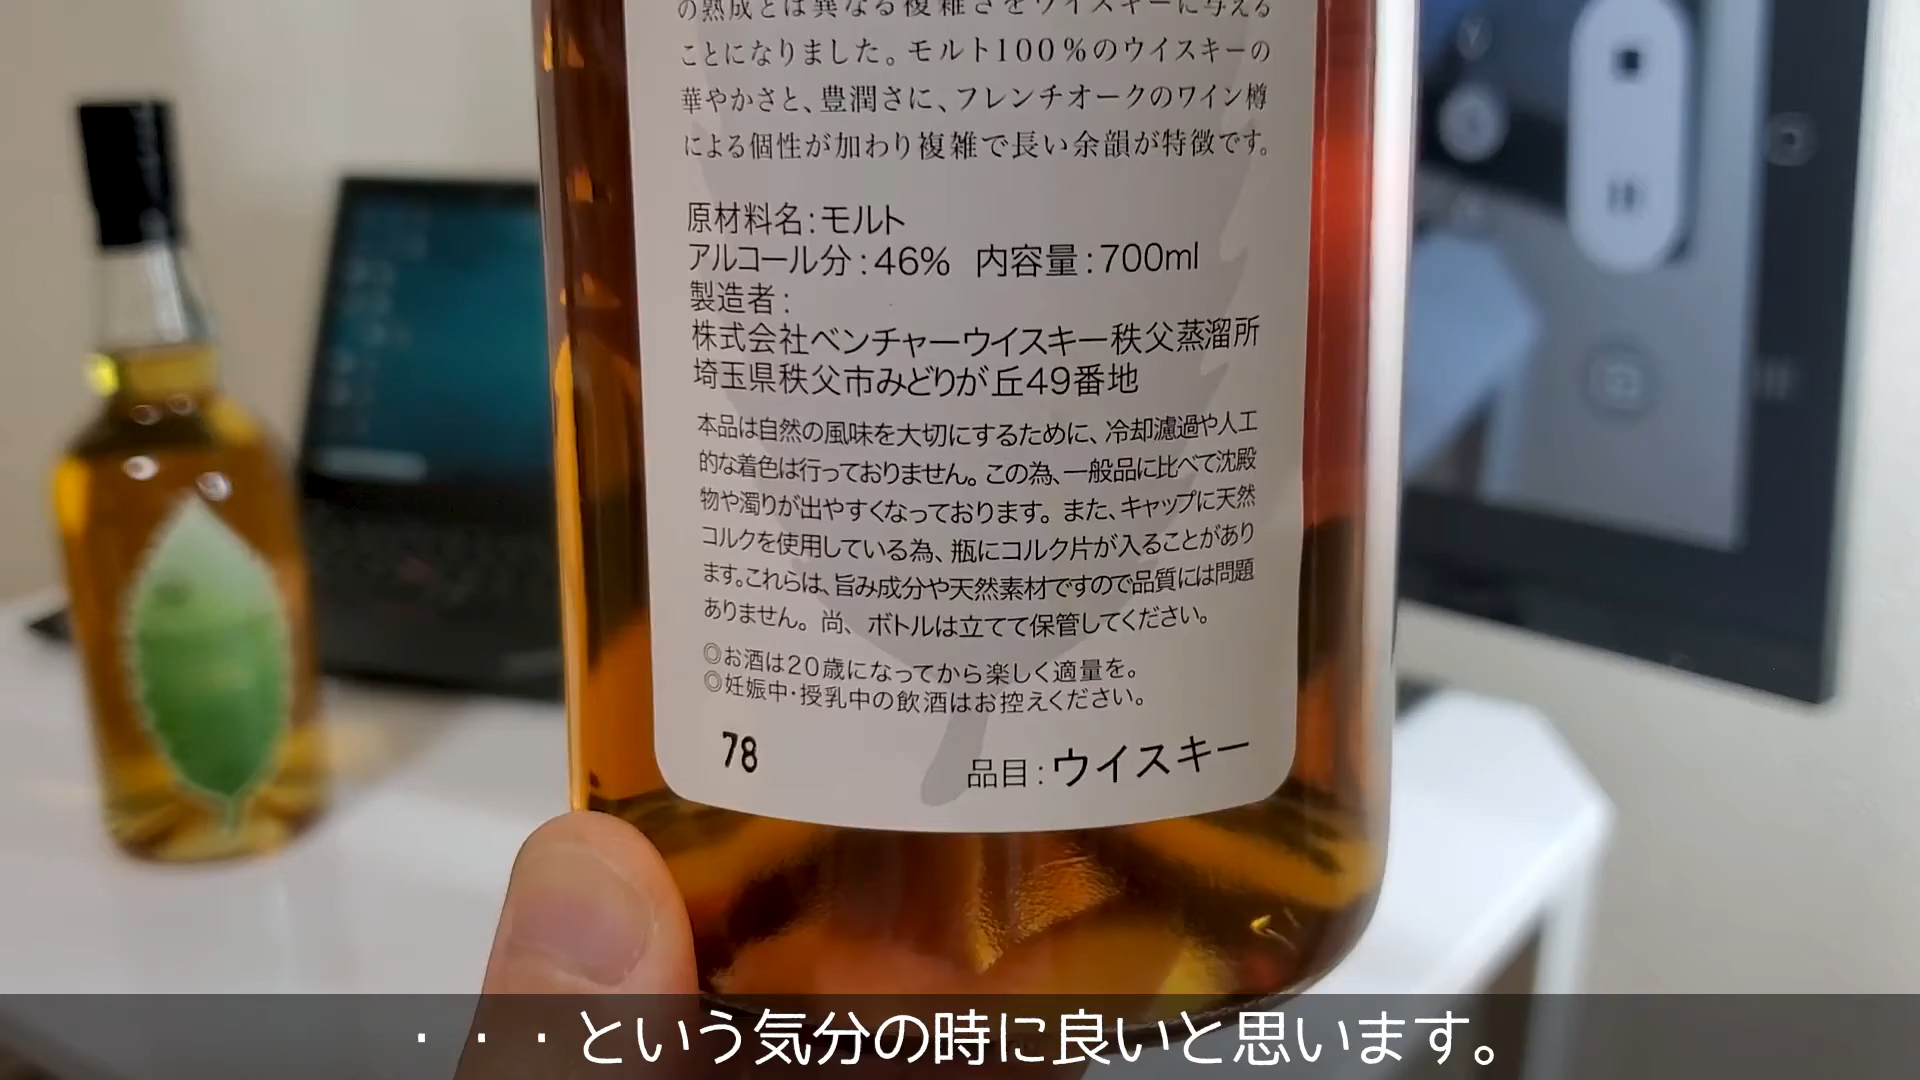 の熟成とは異なる複雑さをウイスキーに与える
ことになりました。モルト100%のウイスキーの
華やかさと、豊潤さに、フレンチオークのワイン樽
による個性が加わり複雑で長い余韻が特徴です。
原材料名:モルト
アルコール分:46% 内容量:700ml
製造者:
株式会社ベンチャーウイスキー秩父蒸溜所
埼玉県秩父市みどりが丘49番地
本品は自然の風味を大切にするために、冷却濾過や人工
的な着色は行っておりません。この為、一般品に比べて沈殿
物や濁りが出やすくなっております。また、キャップに天然
コルクを使用している為、瓶にコルク片が入ることがあり
ます。これらは、旨み成分や天然素材ですので品質には問題
ありません。尚、ボトルは立てて保管してください。
◎お酒は20歳になってから楽しく適量を。
◎妊娠中・授乳中の飲酒はお控えください。
78
品目:ウイスキー
・・・という気分の時に良いと思います。